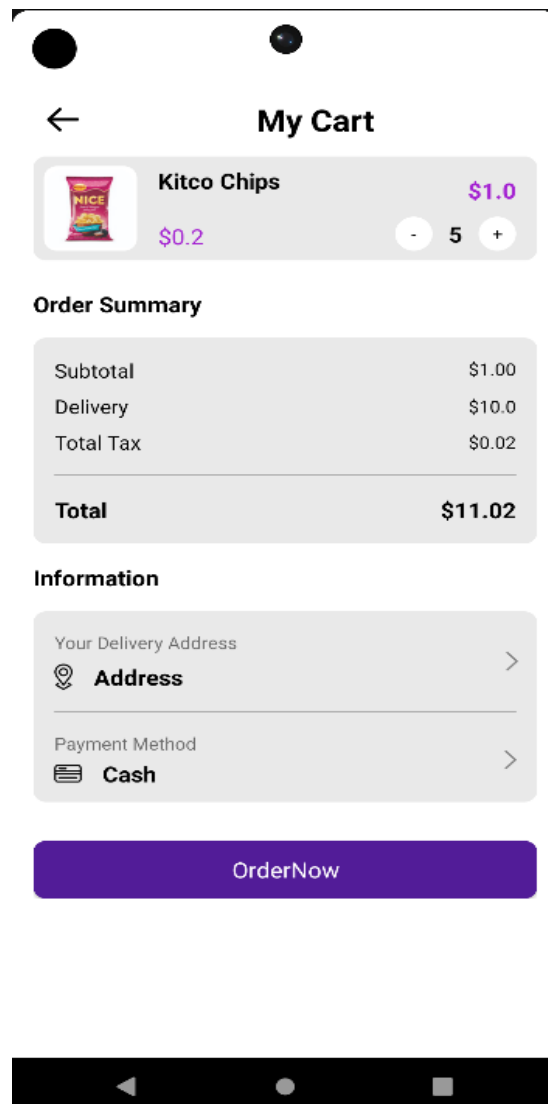 My Cart
NICE
Kitco Chips
$1.0
$0.2
- 5 +
Order Summary
Subtotal $1.00
Delivery $10.0
Total Tax $0.02
Total $11.02
Information
Your Delivery Address
Address
Payment Method
Cash
OrderNow